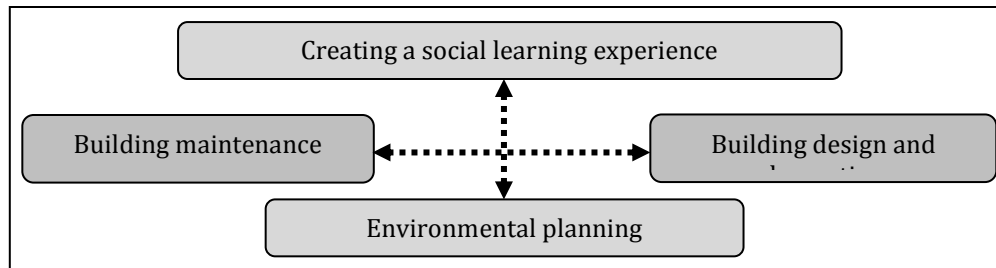 Creating a social learning experience
Building maintenance
Building design and
Environmental planning